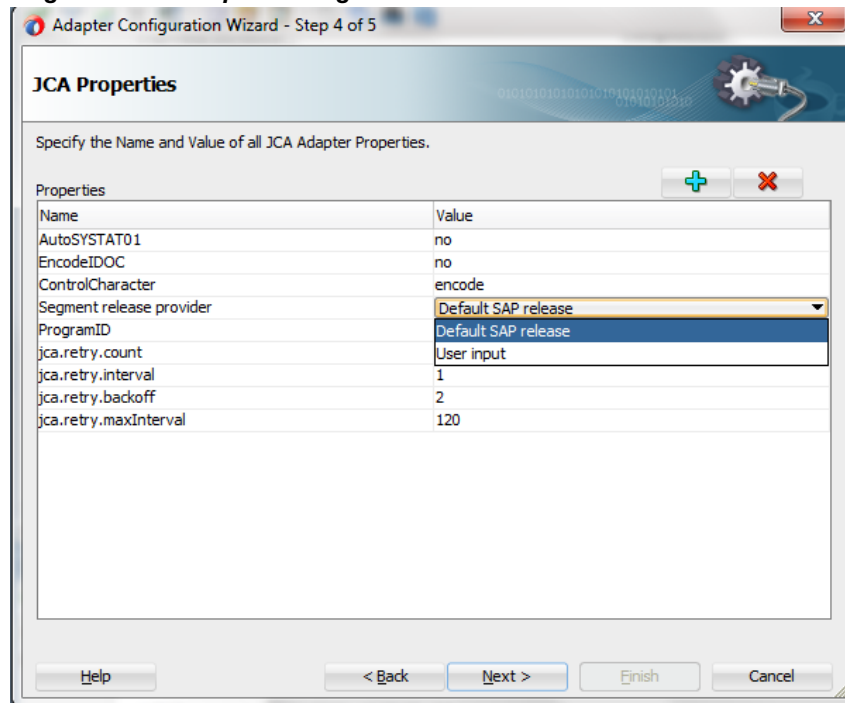 Adapter Configuration Wizard - Step 4 of 5
JCA Properties
Specify the Name and Value of all JCA Adapter Properties.
Properties
Name Value
AutoSYSTAT01 no
EncodeIDOC no
ControlCharacter encode
Segment release provider Default SAP release
ProgramID Default SAP release
jca.retry.count User input
jca.retry.interval 1
jca.retry.backoff 2
jca.retry.maxInterval 120
Help < Back Next > Finish Cancel